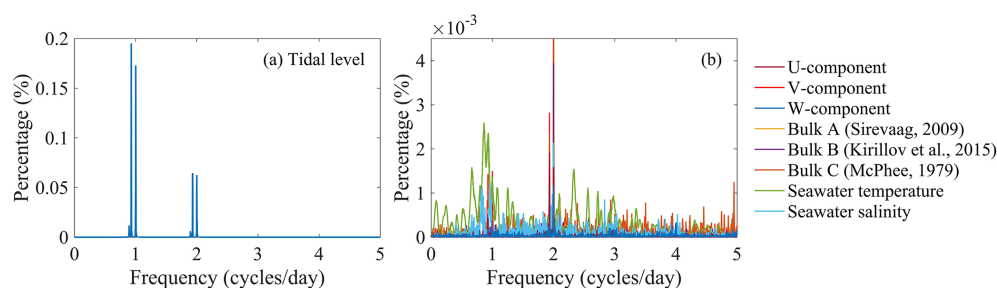 (a) Tidal level
Percentage (%)
0.2
0.15
0.1
0.05
0
0 1 2 3 4 5
Frequency (cycles/day)
×10⁻³
(b)
Percentage (%)
4
3
2
1
0
0 1 2 3 4 5
Frequency (cycles/day)
U-component
V-component
W-component
Bulk A (Sirevaag, 2009)
Bulk B (Kirillov et al., 2015)
Bulk C (McPhee, 1979)
Seawater temperature
Seawater salinity